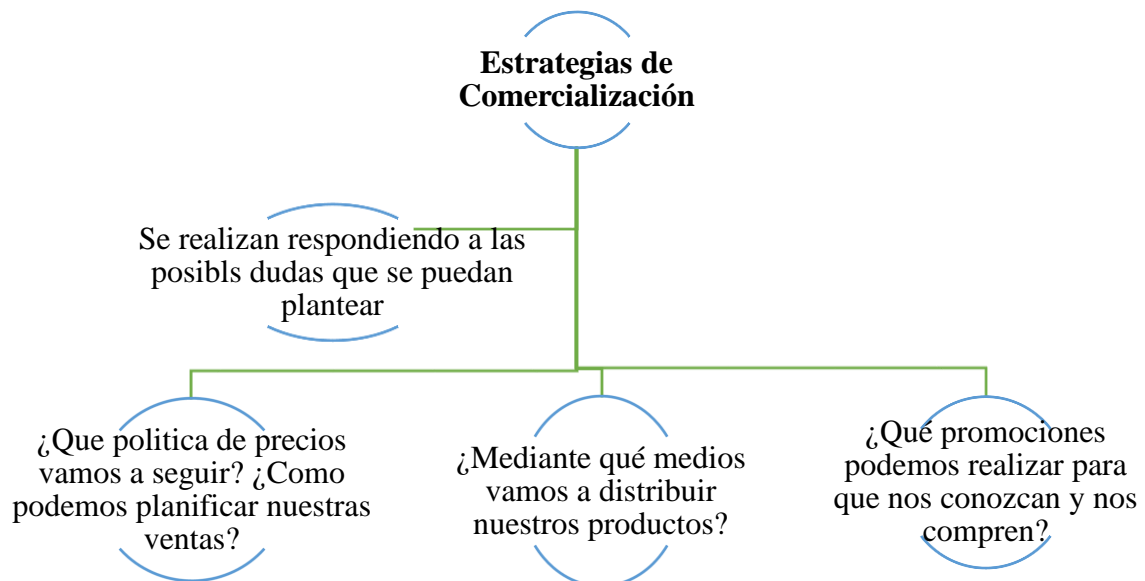 Estrategias de
Comercialización
Se realizan respondiendo a las
posibls dudas que se puedan
plantear
¿Que politica de precios
vamos a seguir? ¿Como
podemos planificar nuestras
ventas?
¿Mediante qué medios
vamos a distribuir
nuestros productos?
¿Qué promociones
podemos realizar para
que nos conozcan y nos
compren?